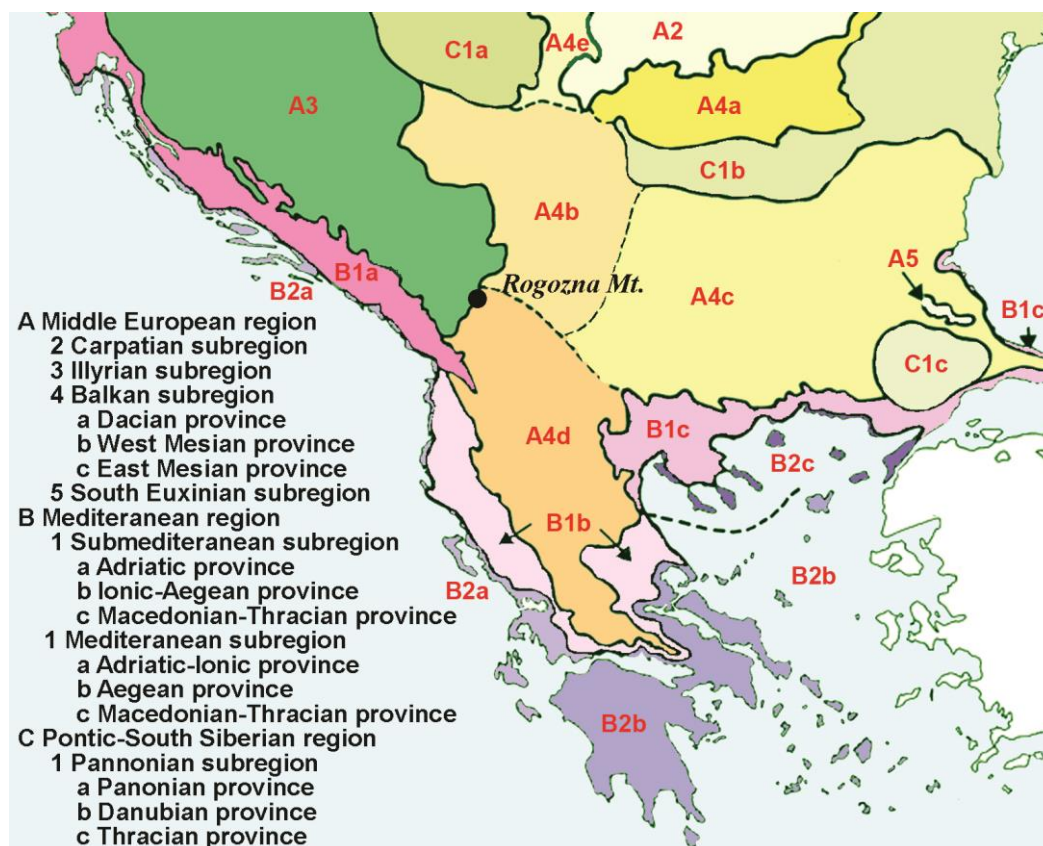 A2
A4e
C1a
A3
A4a
C1b
A4b
A5
B1a
Rogozna Mt.
A4c
B2a
B1c
A Middle European region
2 Carpatian subregion
3 Illyrian subregion
4 Balkan subregion
a Dacian province
b West Mesian province
c East Mesian province
5 South Euxinian subregion
B Mediteranean region
1 Submediteranean subregion
a Adriatic province
b Ionic-Aegean province
c Macedonian-Thracian province
1 Mediteranean subregion
a Adriatic-Ionic province
b Aegean province
c Macedonian-Thracian province
C Pontic-South Siberian region
1 Pannonian subregion
a Panonian province
b Danubian province
c Thracian province
C1c
A4d
B1c
B2c
B1b
B2a
B2b
B2b